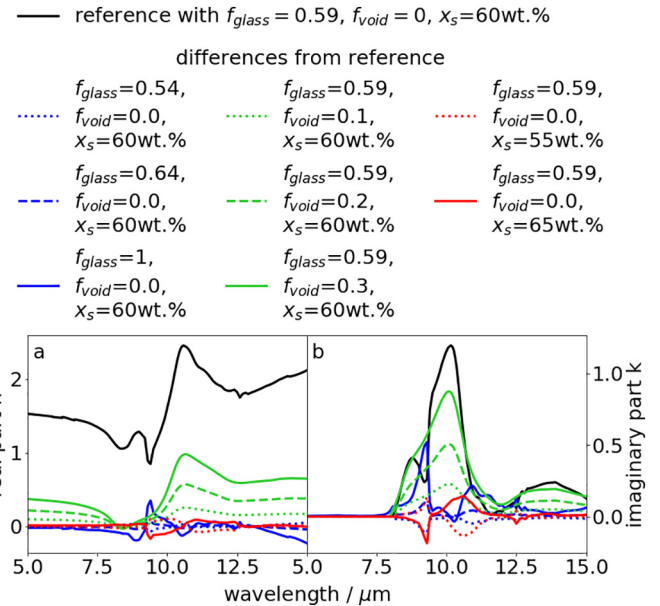 reference with f_glass = 0.59, f_void = 0, x_s=60wt.%
differences from reference
f_glass=0.54, f_glass=0.59, f_glass=0.59,
f_void=0.0, f_void=0.1, f_void=0.0,
x_s=60wt.% x_s=60wt.% x_s=55wt.%
f_glass=0.64, f_glass=0.59, f_glass=0.59,
f_void=0.0, f_void=0.2, f_void=0.0,
x_s=60wt.% x_s=60wt.% x_s=65wt.%
f_glass=1, f_glass=0.59,
f_void=0.0, f_void=0.3,
x_s=60wt.% x_s=60wt.%
a b
2
1
0
1.0
0.5
0.0
imaginary part k
5.0 7.5 10.0 12.5 5.0 7.5 10.0 12.5 15.0
wavelength / μm